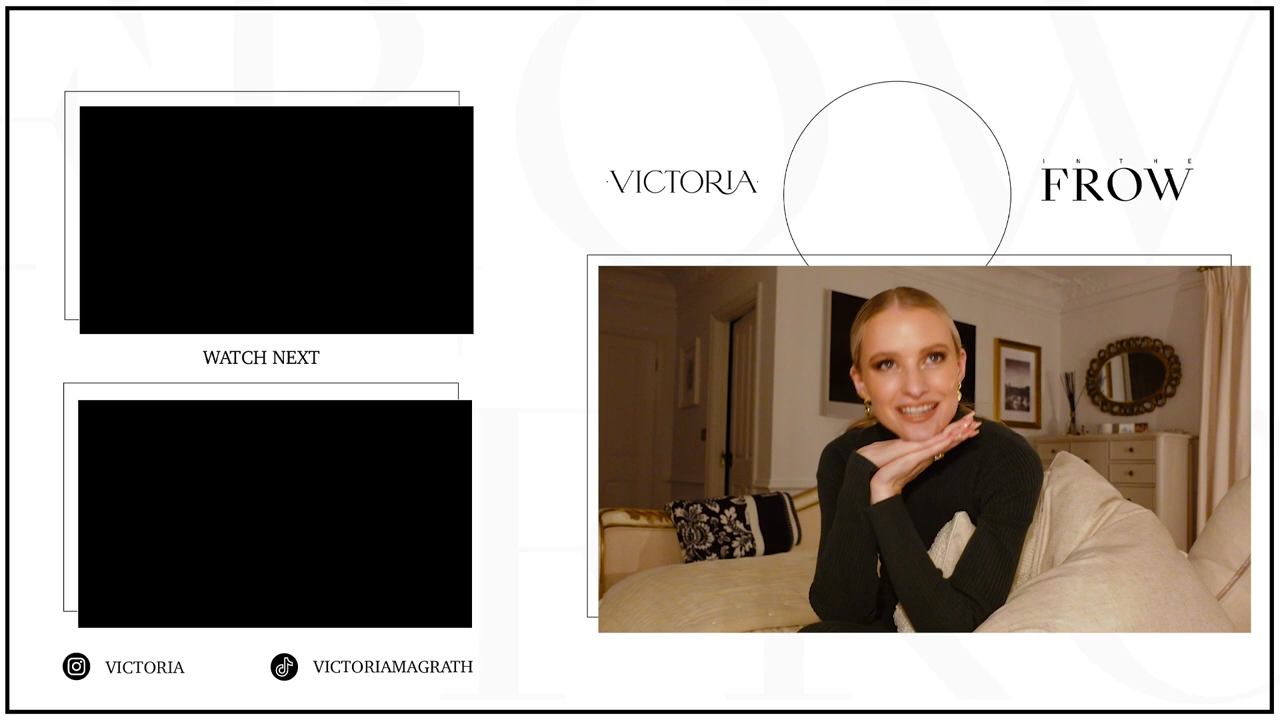 VICTORIA
IN THE
FROW
WATCH NEXT
VICTORIA
VICTORIAMAGRATH